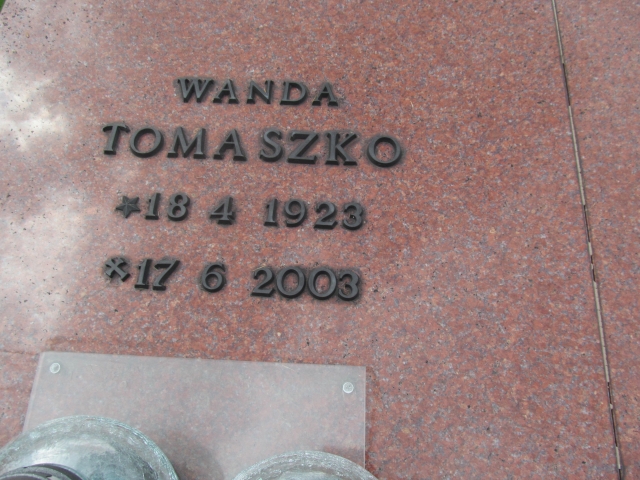 WANDA
TOMASZKO
* 18 4 1923
✕ 17 6 2003